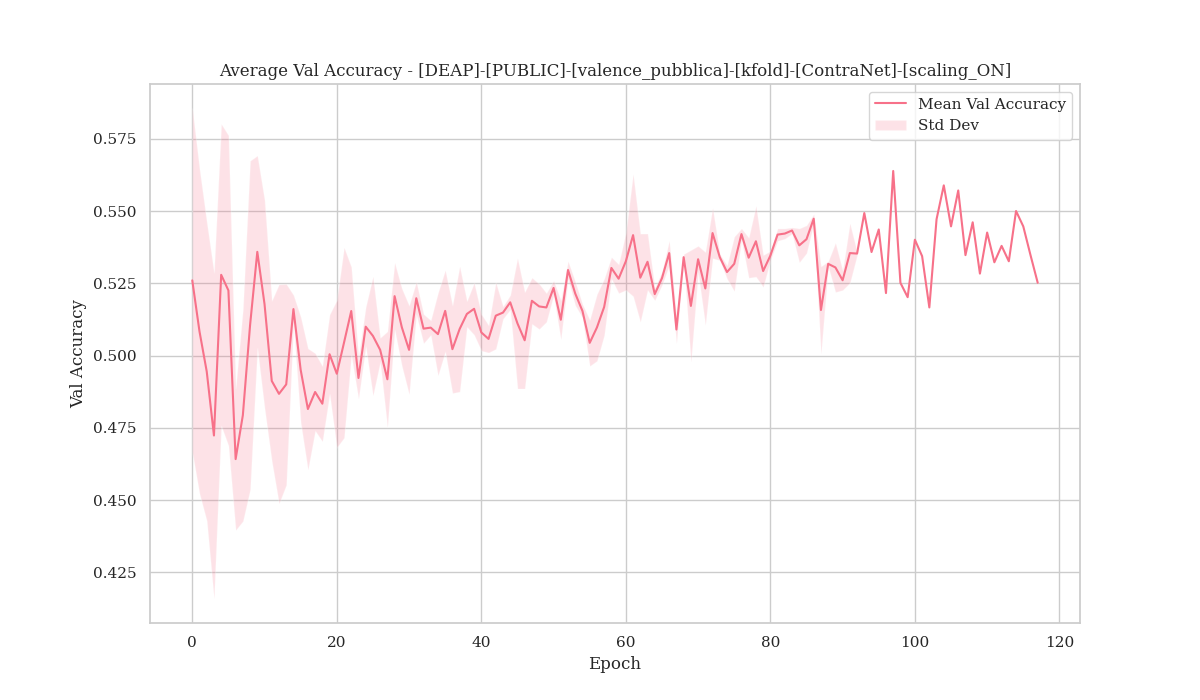 Average Val Accuracy - [DEAP]-[PUBLIC]-[valence_pubblica]-[kfold]-[ContraNet]-[scaling_ON]
Mean Val Accuracy
Std Dev
0.575
0.550
0.525
0.500
0.475
0.450
0.425
Val Accuracy
0 20 40 60 80 100 120
Epoch